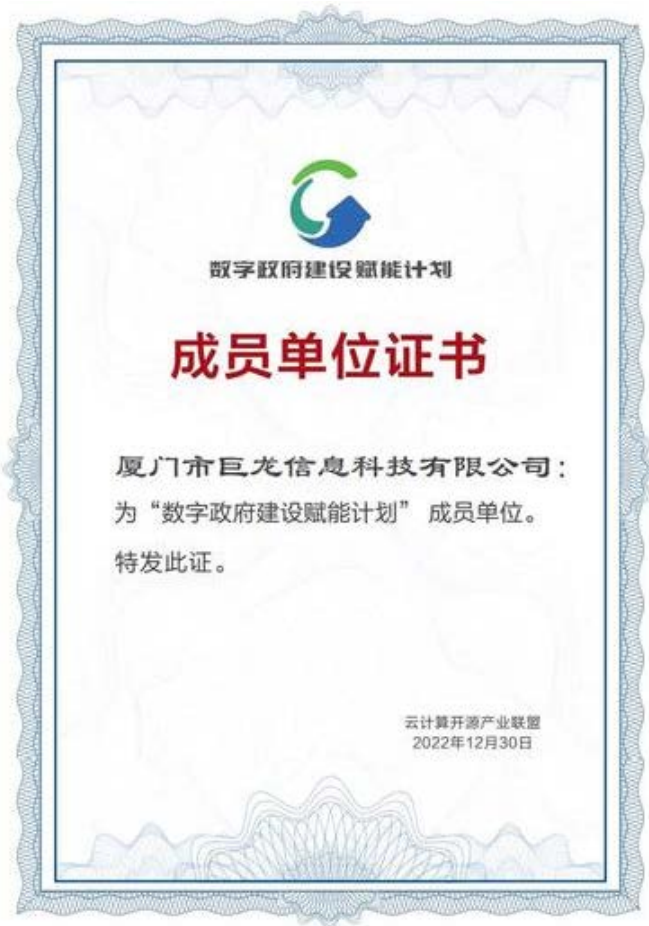 数字政府建设赋能计划
成员单位证书
厦门市巨龙信息科技有限公司：
为“数字政府建设赋能计划” 成员单位。
特发此证。
云计算开源产业联盟
2022年12月30日